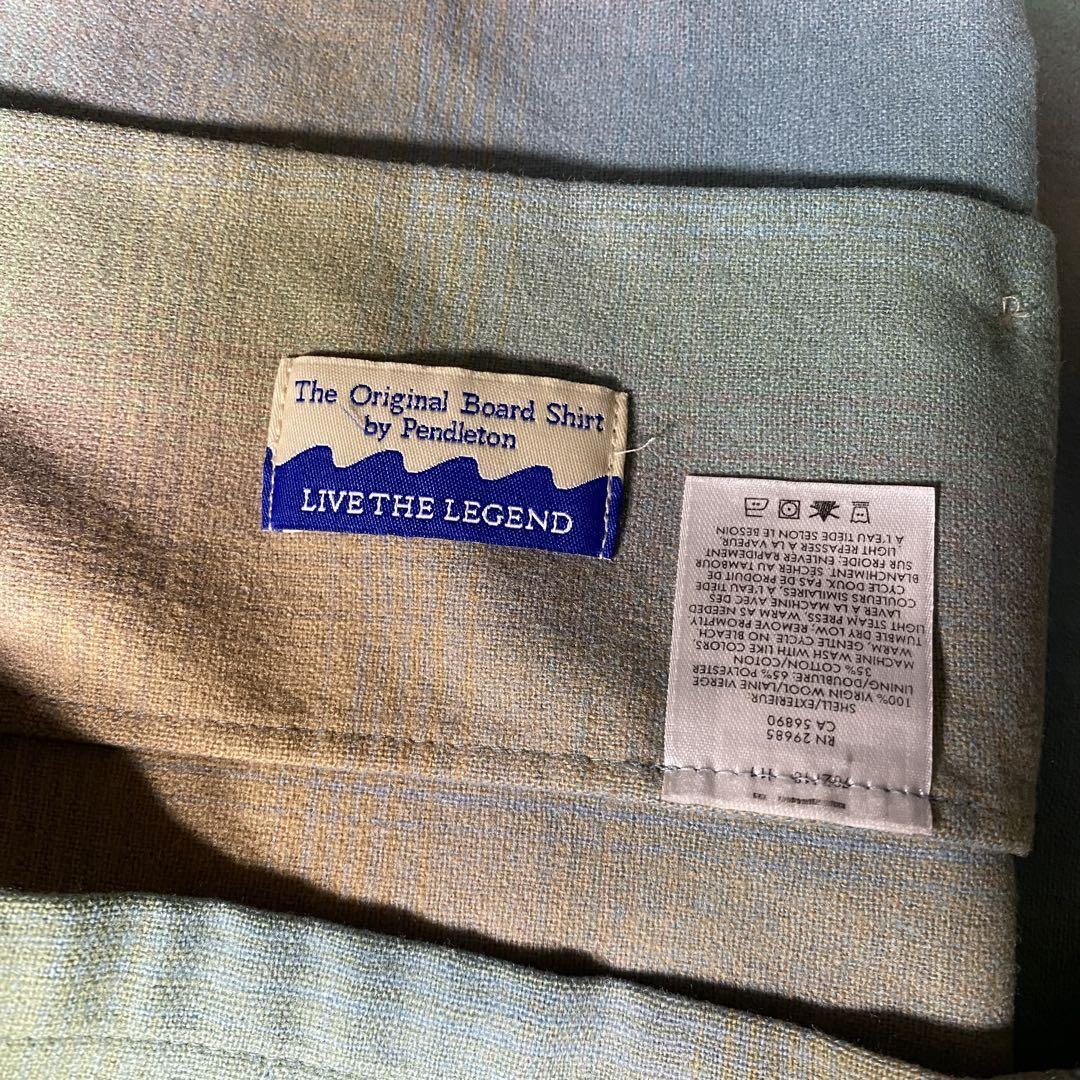 The Original Board Shirt
by Pendleton
LIVE THE LEGEND
RN 29685
CA 56890
SHELL/EXTERIEUR:
100% VIRGIN WOOL/LAINE VIERGE
LINING/DOUBLURE: 65% POLYESTER
35% COTTON/COTON
MACHINE WASH WITH LIKE COLORS,
WARM, GENTLE CYCLE. NO BLEACH.
TUMBLE DRY LOW; REMOVE PROMPTLY.
LIGHT STEAM PRESS, WARM AS NEEDED
LAVER A LA MACHINE AVEC DES
COULEURS SIMILAIRES, A L'EAU TIEDE,
CYCLE DOUX. PAS DE PRODUIT DE
BLANCHIMENT. SECHER AU TAMBOUR
SUR FROIDE; ENLEVER RAPIDEMENT
LIGHT REPASSER A LA VAPEUR
A L'EAU TIEDE SELON LE BESOIN